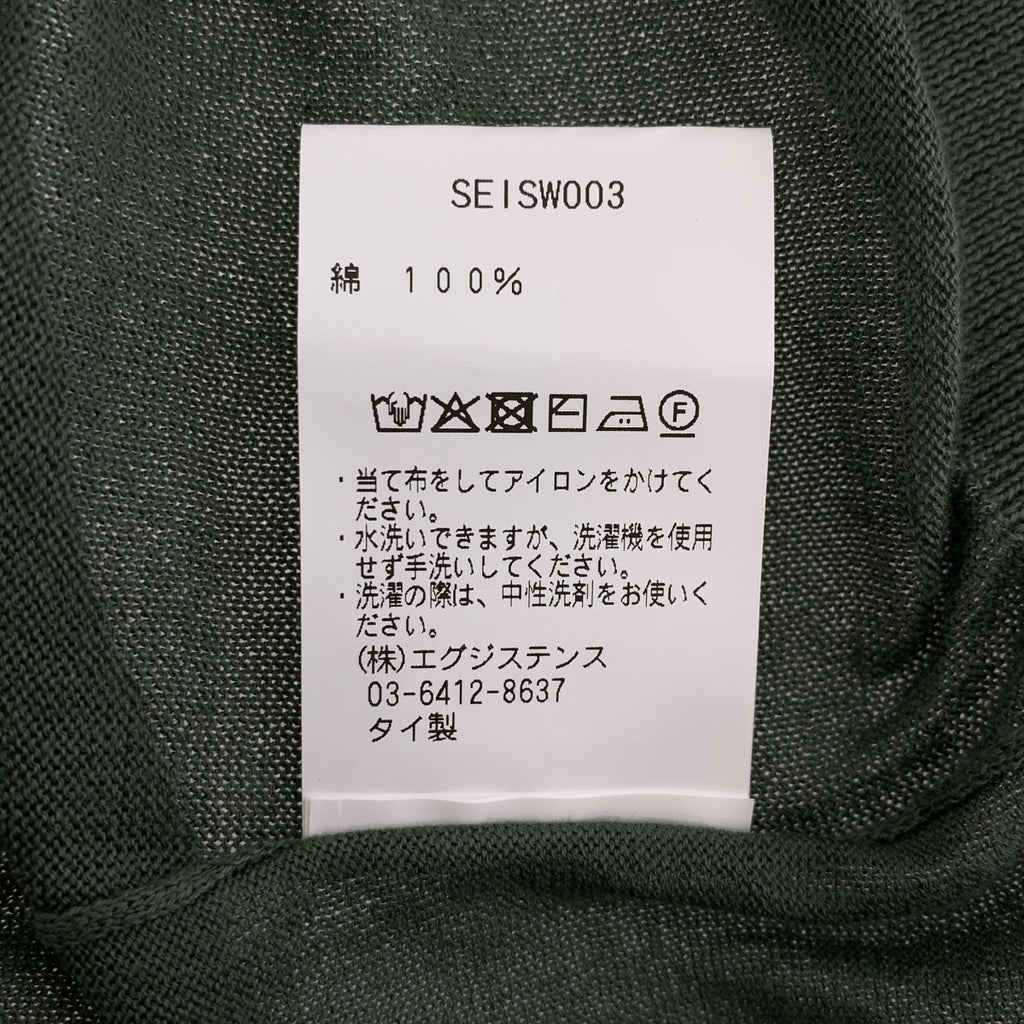 SEISW003
綿　１００％
F
・当て布をしてアイロンをかけてく
ださい。
・水洗いできますが、洗濯機を使用
せず手洗いしてください。
・洗濯の際は、中性洗剤をお使いく
ださい。
(株)エグジステンス
03-6412-8637
タイ製